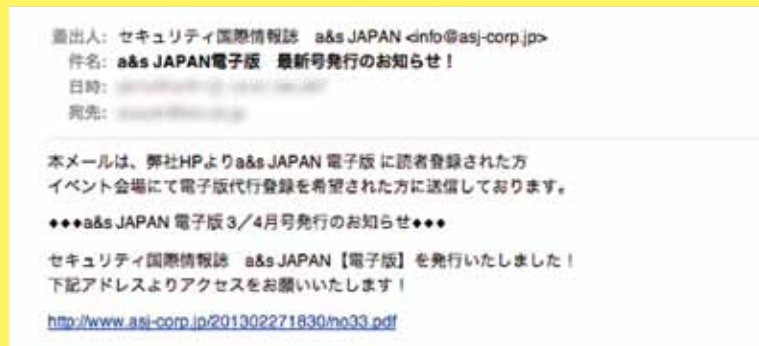 差出人: セキュリティ国際情報誌 a&s JAPAN <info@asj-corp.jp>
件名: a&s JAPAN電子版 最新号発行のお知らせ！
日時:
宛先:
本メールは、弊社HPよりa&s JAPAN 電子版 に読者登録された方
イベント会場にて電子版代行登録を希望された方に送信しております。
◆◆◆a&s JAPAN 電子版 3／4月号発行のお知らせ◆◆◆
セキュリティ国際情報誌 a&s JAPAN【電子版】を発行いたしました！
下記アドレスよりアクセスをお願いいたします！
http://www.asj-corp.jp/201302271830/no33.pdf